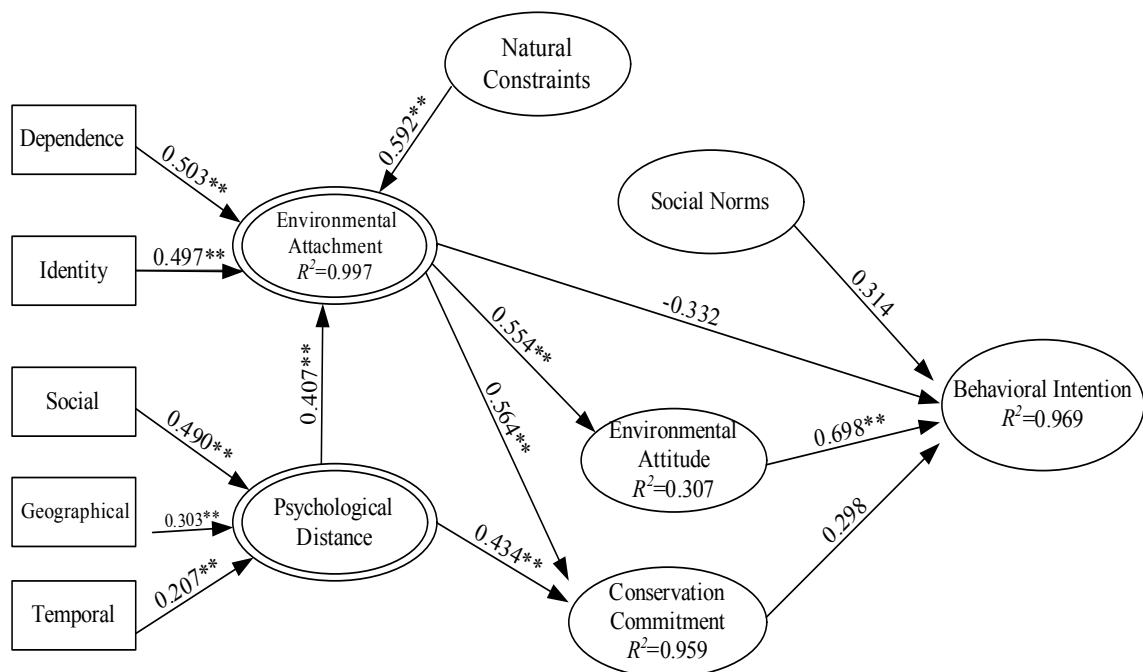 Natural
Constraints
Dependence
0.592**
0.503**
Environmental
Attachment
R²=0.997
Social Norms
Identity
0.497**
0.314
-0.332
0.554**
0.407**
0.564**
Behavioral Intention
R²=0.969
Social
0.490**
Environmental
Attitude
R²=0.307
0.698**
Geographical
0.303**
Psychological
Distance
0.434**
0.298
Temporal
0.207**
Conservation
Commitment
R²=0.959